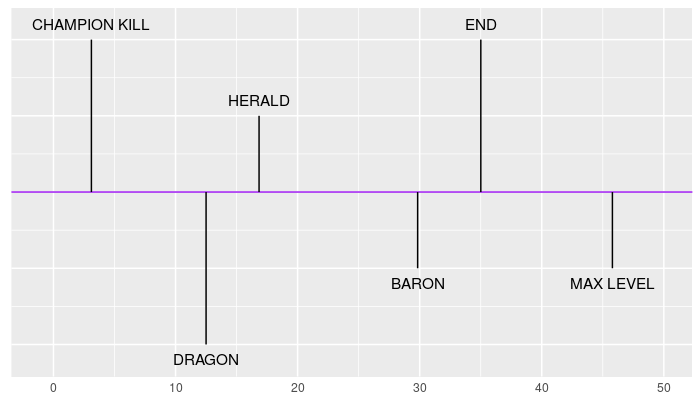 CHAMPION KILL
END
HERALD
BARON
MAX LEVEL
DRAGON
0 10 20 30 40 50